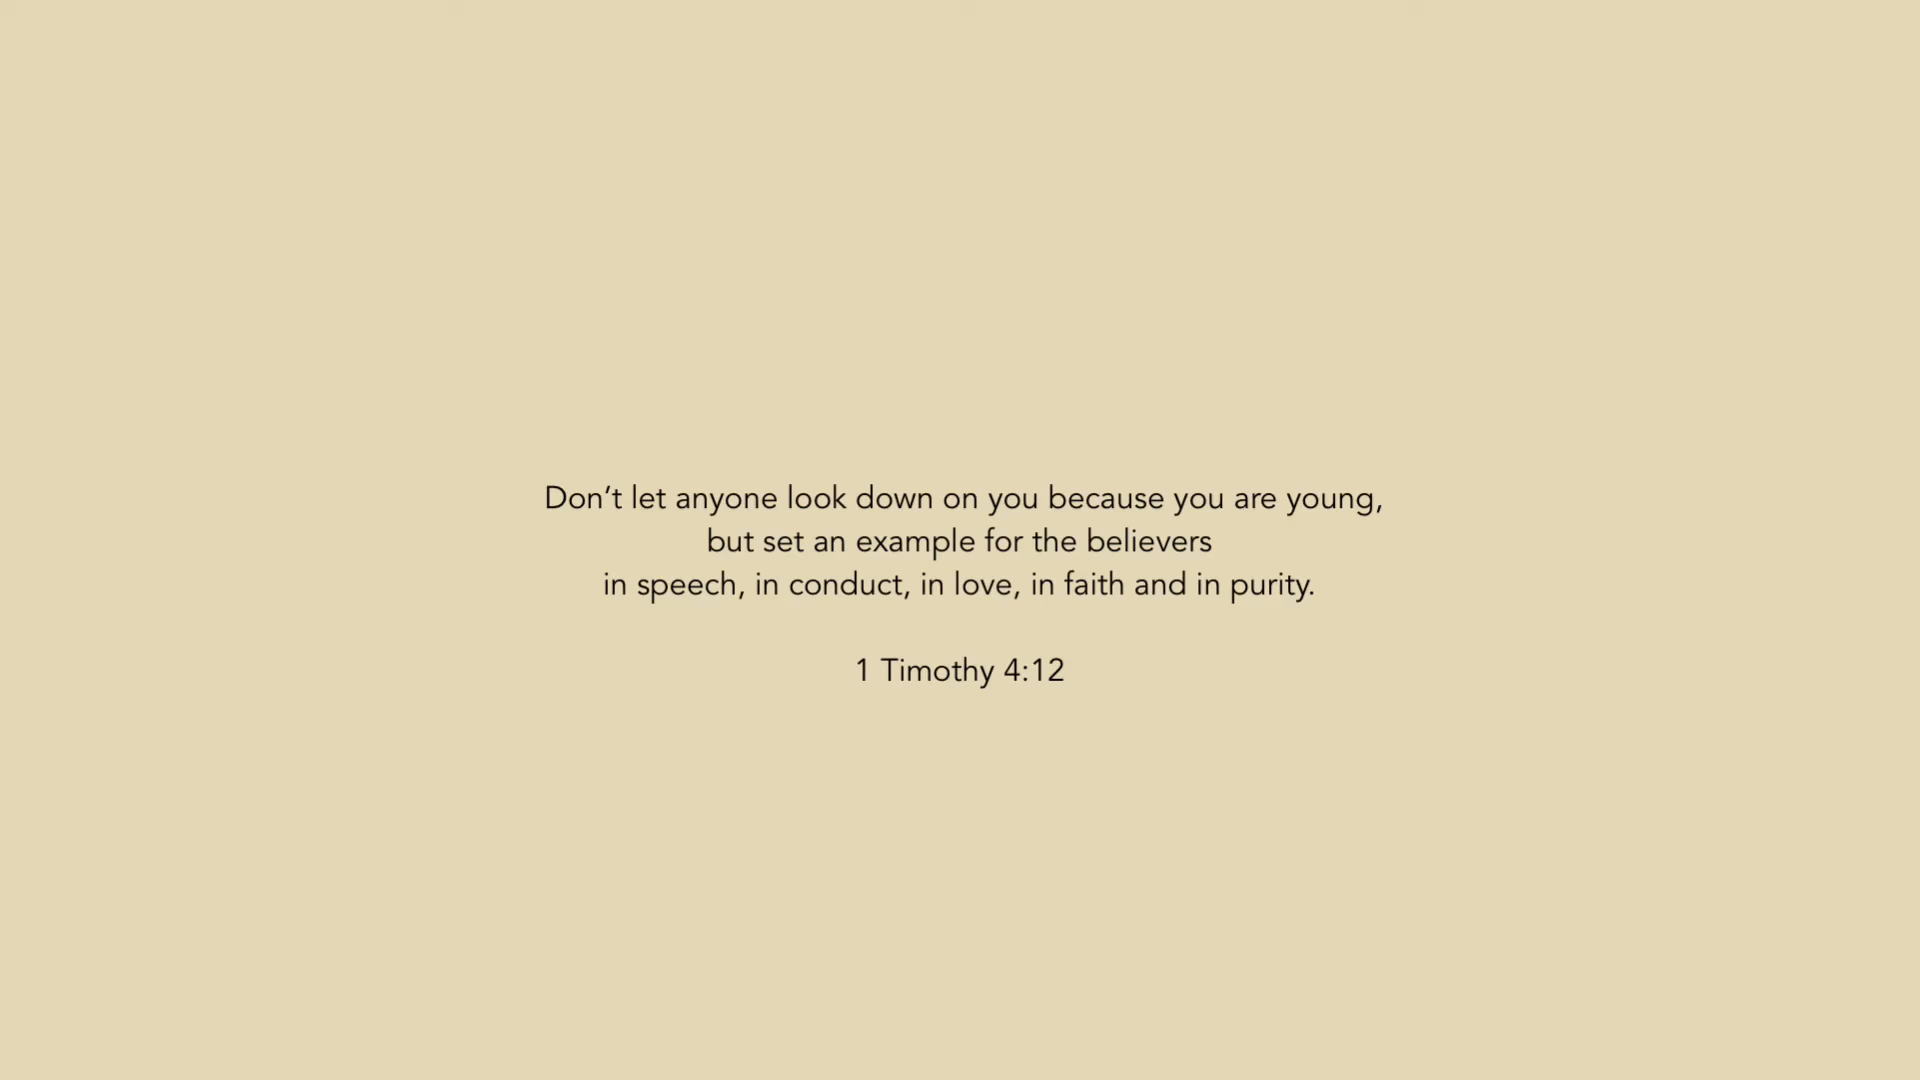 Don’t let anyone look down on you because you are young,
but set an example for the believers
in speech, in conduct, in love, in faith and in purity.
1 Timothy 4:12